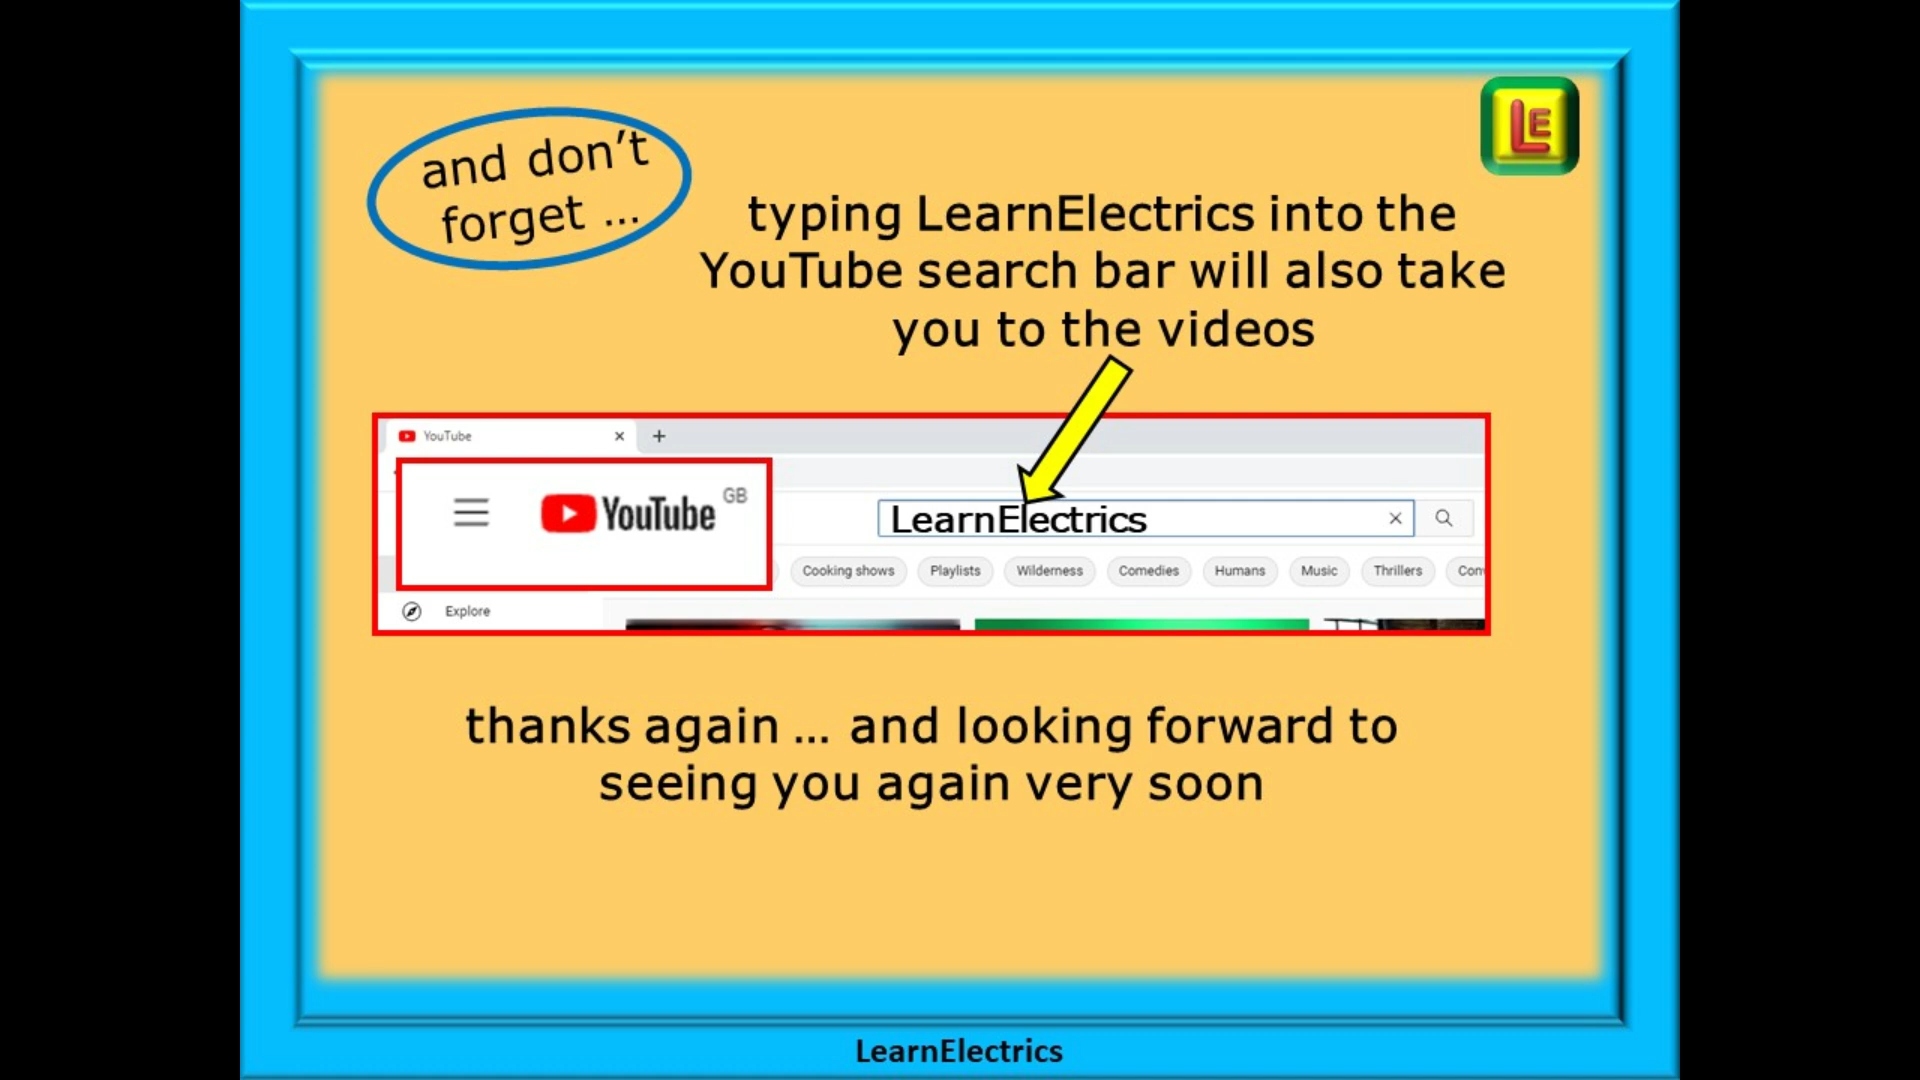 and don't
forget ...
LE
typing LearnElectrics into the
YouTube search bar will also take
you to the videos
YouTube
YouTube GB
LearnElectrics
Cooking shows Playlists Wilderness Comedies Humans Music Thrillers
Explore
thanks again ... and looking forward to
seeing you again very soon
LearnElectrics